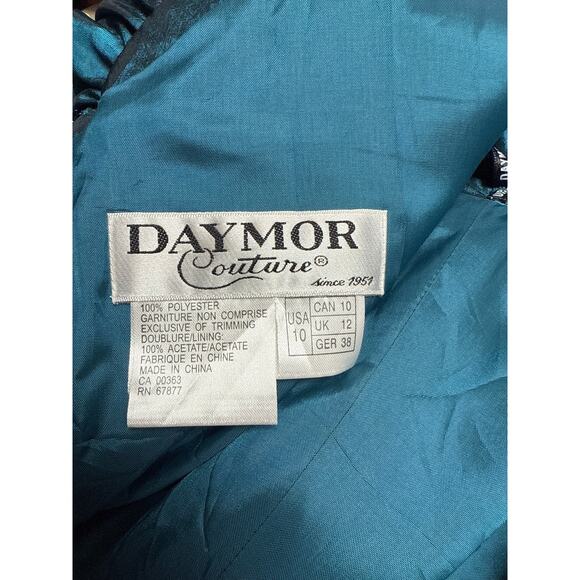 DAYMOR
Couture®
since 1951
100% POLYESTER
GARNITURE NON COMPRISE
EXCLUSIVE OF TRIMMING
DOUBLURE/LINING:
100% ACETATE/ACETATE
FABRIQUE EN CHINE
MADE IN CHINA
CA 00363
RN 67877
USA
10
CAN 10
UK 12
GER 38